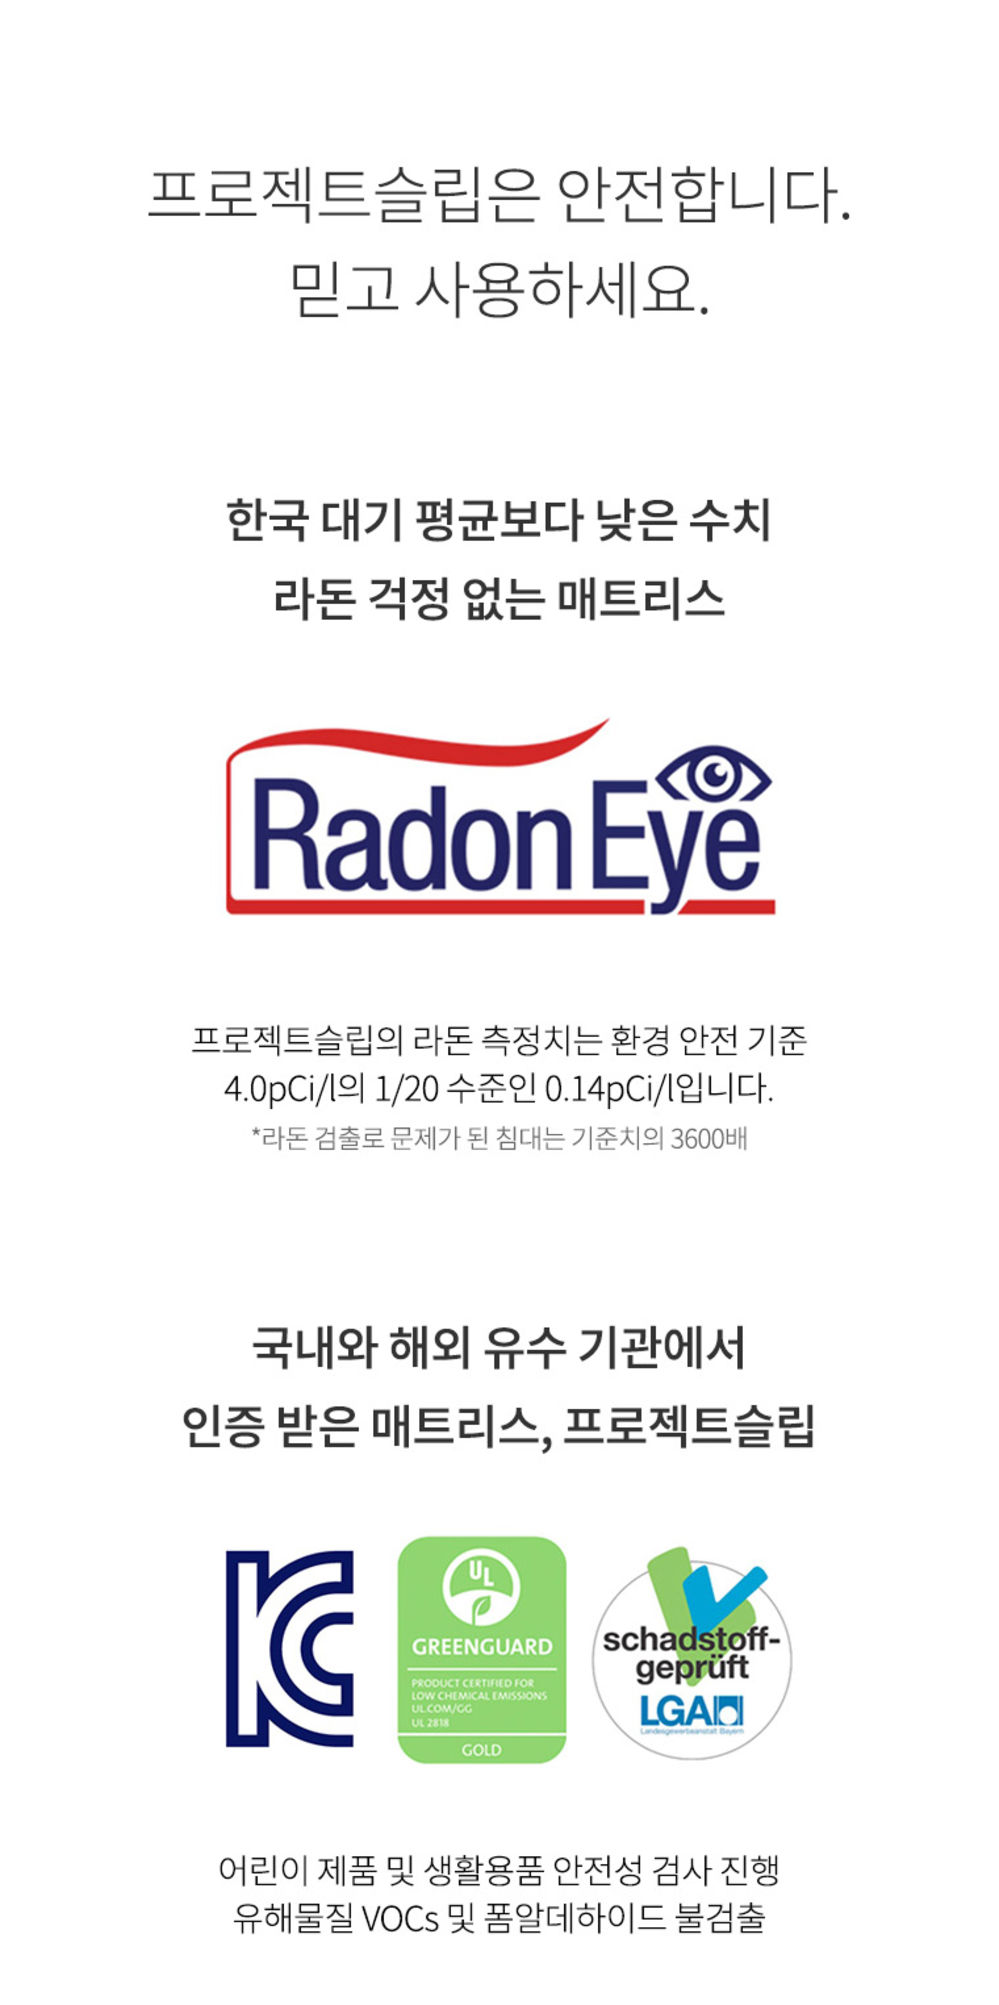 프로젝트슬립은 안전합니다.
믿고 사용하세요.
한국 대기 평균보다 낮은 수치
라돈 걱정 없는 매트리스
Radon Eye
프로젝트슬립의 라돈 측정치는 환경 안전 기준
4.0pCi/l의 1/20 수준인 0.14pCi/l입니다.
*라돈 검출로 문제가 된 침대는 기준치의 3600배
국내와 해외 유수 기관에서
인증 받은 매트리스, 프로젝트슬립
UL
GREENGUARD
PRODUCT CERTIFIED FOR
LOW CHEMICAL EMISSIONS
UL.COM/GG
UL 2818
GOLD
schadstoff-
geprüft
LGA
Landesgewerbeanstalt Bayern
어린이 제품 및 생활용품 안전성 검사 진행
유해물질 VOCs 및 폼알데하이드 불검출